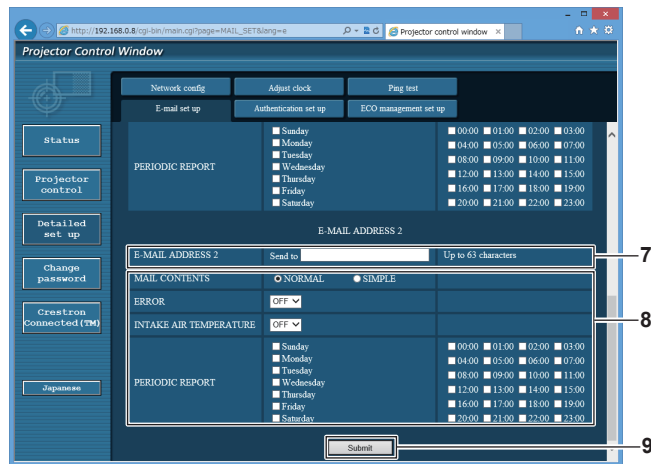 http://192.168.0.8/cgi-bin/main.cgi?page=MAIL_SET&lang=e
Projector control window
Projector Control Window
Network config Adjust clock Ping test
E-mail set up Authentication set up ECO management set up
Status
Projector control
Detailed set up
Change password
Crestron Connected(TM)
Japanese
PERIODIC REPORT
Sunday
Monday
Tuesday
Wednesday
Thursday
Friday
Saturday
00:00 01:00 02:00 03:00
04:00 05:00 06:00 07:00
08:00 09:00 10:00 11:00
12:00 13:00 14:00 15:00
16:00 17:00 18:00 19:00
20:00 21:00 22:00 23:00
E-MAIL ADDRESS 2
E-MAIL ADDRESS 2 Send to Up to 63 characters
7
MAIL CONTENTS NORMAL SIMPLE
ERROR OFF
8
INTAKE AIR TEMPERATURE OFF
PERIODIC REPORT
Sunday
Monday
Tuesday
Wednesday
Thursday
Friday
Saturday
00:00 01:00 02:00 03:00
04:00 05:00 06:00 07:00
08:00 09:00 10:00 11:00
12:00 13:00 14:00 15:00
16:00 17:00 18:00 19:00
20:00 21:00 22:00 23:00
Submit
9